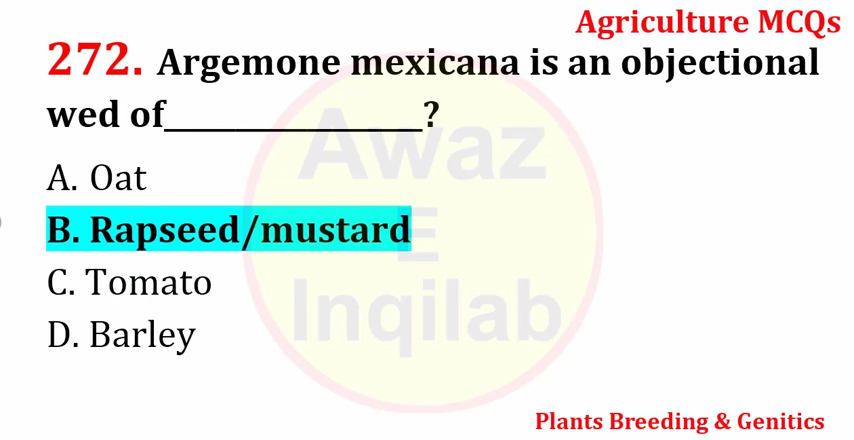 Agriculture MCQs
272. Argemone mexicana is an objectional
wed of________________?
A. Oat
B. Rapseed/mustard
C. Tomato
D. Barley
Awaz
E
Inqilab
Plants Breeding & Genitics